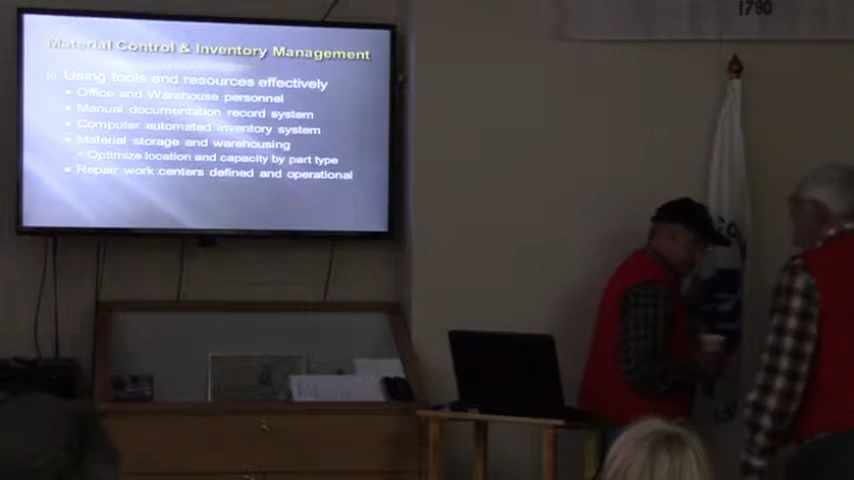 Material Control & Inventory Management
Using tools and resources effectively
Office and Warehouse personnel
Manual documentation record system
Computer automated inventory system
Material storage and warehousing
Optimize location and capacity by part type
Repair work centers defined and operational
1790